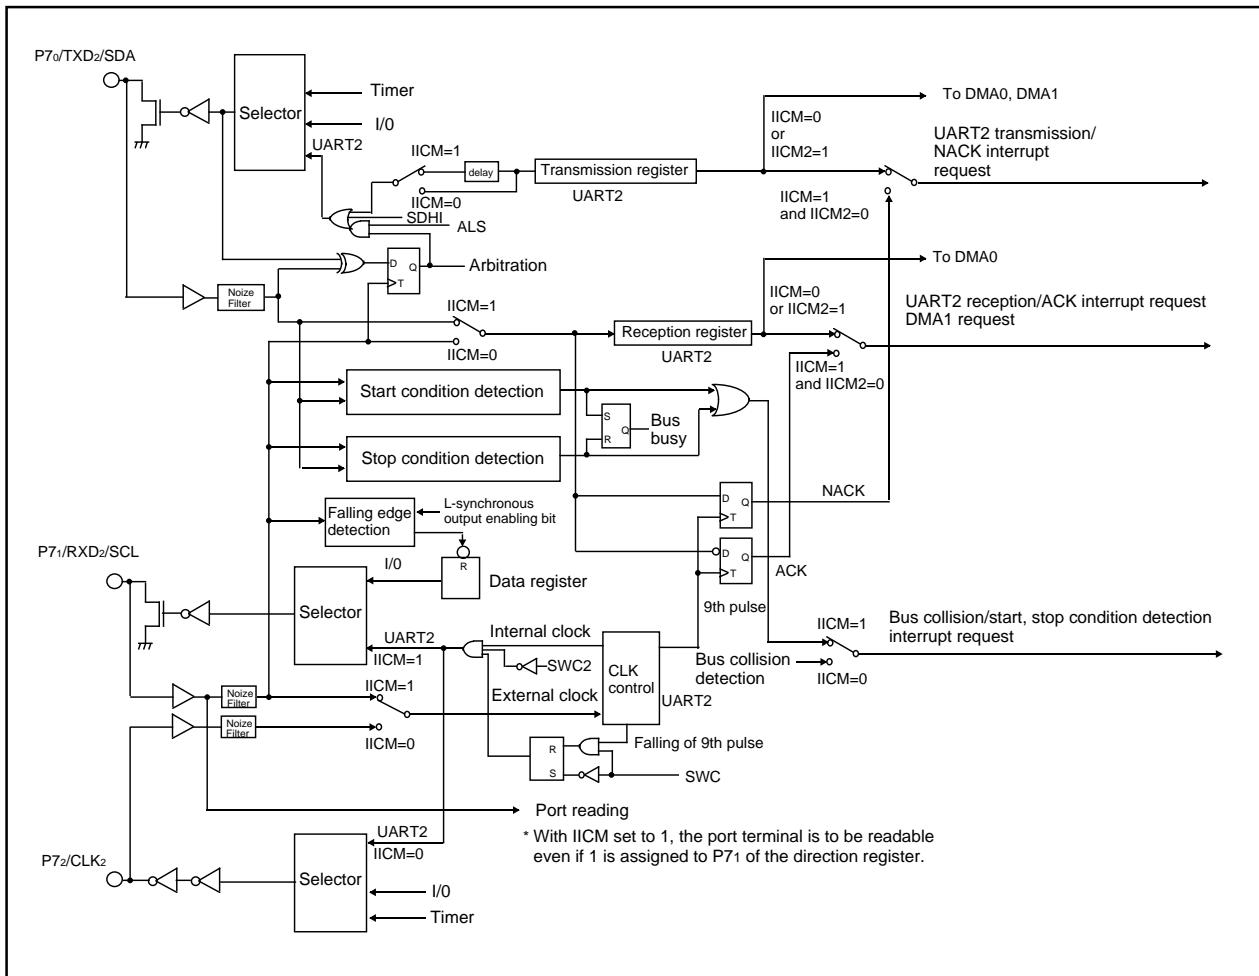 P70/TXD2/SDA
Selector
Timer
I/0
UART2
IICM=1
delay
IICM=0
SDHI
ALS
Transmission register
UART2
To DMA0, DMA1
IICM=0
or
IICM2=1
UART2 transmission/
NACK interrupt
request
IICM=1
and IICM2=0
D
Q
T
Arbitration
Noize
Filter
To DMA0
IICM=1
IICM=0
Reception register
UART2
IICM=0
or IICM2=1
UART2 reception/ACK interrupt request
DMA1 request
IICM=1
and IICM2=0
Start condition detection
S
Q
R
Bus
busy
Stop condition detection
D
Q
T
NACK
Falling edge
detection
L-synchronous
output enabling bit
D
Q
T
ACK
P71/RXD2/SCL
I/0
R
Data register
Selector
9th pulse
UART2
IICM=1
Internal clock
SWC2
CLK
control
UART2
Bus collision
detection
IICM=1
IICM=0
Bus collision/start, stop condition detection
interrupt request
Noize
Filter
IICM=1
External clock
Noize
Filter
IICM=0
R
S
Falling of 9th pulse
SWC
Port reading
* With IICM set to 1, the port terminal is to be readable
even if 1 is assigned to P71 of the direction register.
P72/CLK2
Selector
UART2
IICM=0
I/0
Timer